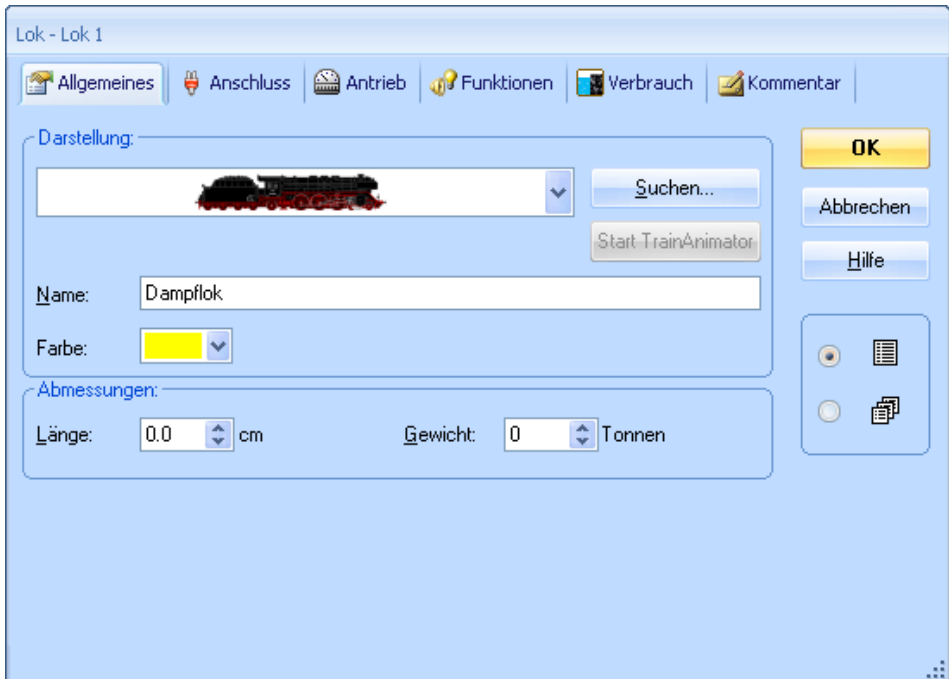 Lok - Lok 1
Allgemeines Anschluss Antrieb Funktionen Verbrauch Kommentar
Darstellung:
OK
Suchen...
Abbrechen
Start TrainAnimator
Hilfe
Name: Dampflok
Farbe:
Abmessungen:
Länge: 0.0 cm Gewicht: 0 Tonnen